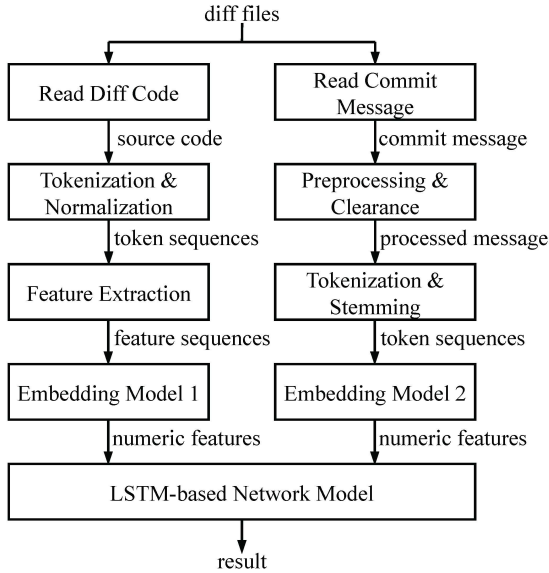 diff files
Read Diff Code
Read Commit
Message
source code
commit message
Tokenization &
Normalization
Preprocessing &
Clearance
token sequences
processed message
Feature Extraction
Tokenization &
Stemming
feature sequences
token sequences
Embedding Model 1
Embedding Model 2
numeric features
numeric features
LSTM-based Network Model
result